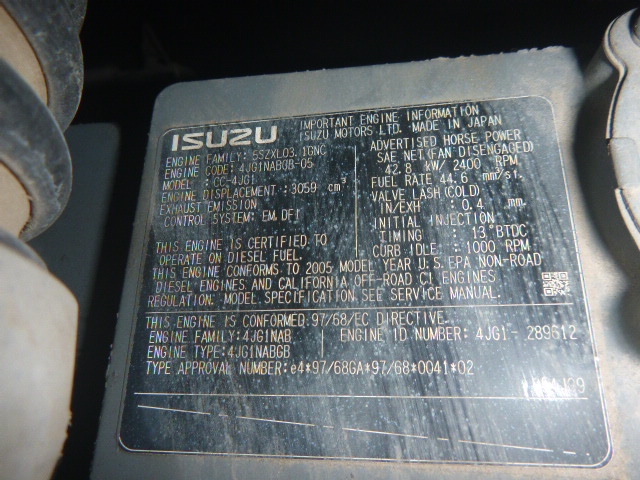 ISUZU
IMPORTANT ENGINE INFORMATION
ISUZU MOTORS LTD. MADE IN JAPAN
ENGINE FAMILY: 5SZXL03.1GNC
ENGINE CODE: 4JG1NABGB-05
MODEL: CC-4JG1
ENGINE DISPLACEMENT: 3059 cm³
EXHAUST EMISSION
CONTROL SYSTEM: EM,DFI
ADVERTISED HORSE POWER
SAE NET(FAN DISENGAGED)
42.8 kW/ 2400 RPM
FUEL RATE: 44.6 mm³/st.
VALVE LASH (COLD)
IN/EXH : 0.4 mm
INITIAL INJECTION
TIMING : 13°BTDC
CURB IDLE: 1000 RPM
THIS ENGINE IS CERTIFIED TO
OPERATE ON DIESEL FUEL.
THIS ENGINE CONFORMS TO 2005 MODEL YEAR U.S.EPA NON-ROAD
DIESEL ENGINES AND CALIFORNIA OFF-ROAD CI ENGINES
REGULATION. MODEL SPECIFICATION SEE SERVICE MANUAL.
THIS ENGINE IS CONFORMED 97/68/EC DIRECTIVE.
ENGINE FAMILY:4JG1NAB
ENGINE ID NUMBER: 4JG1 - 289612
ENGINE TYPE:4JG1NABGB
TYPE APPROVAL NUMBER:e4*97/68GA*97/68*0041*02